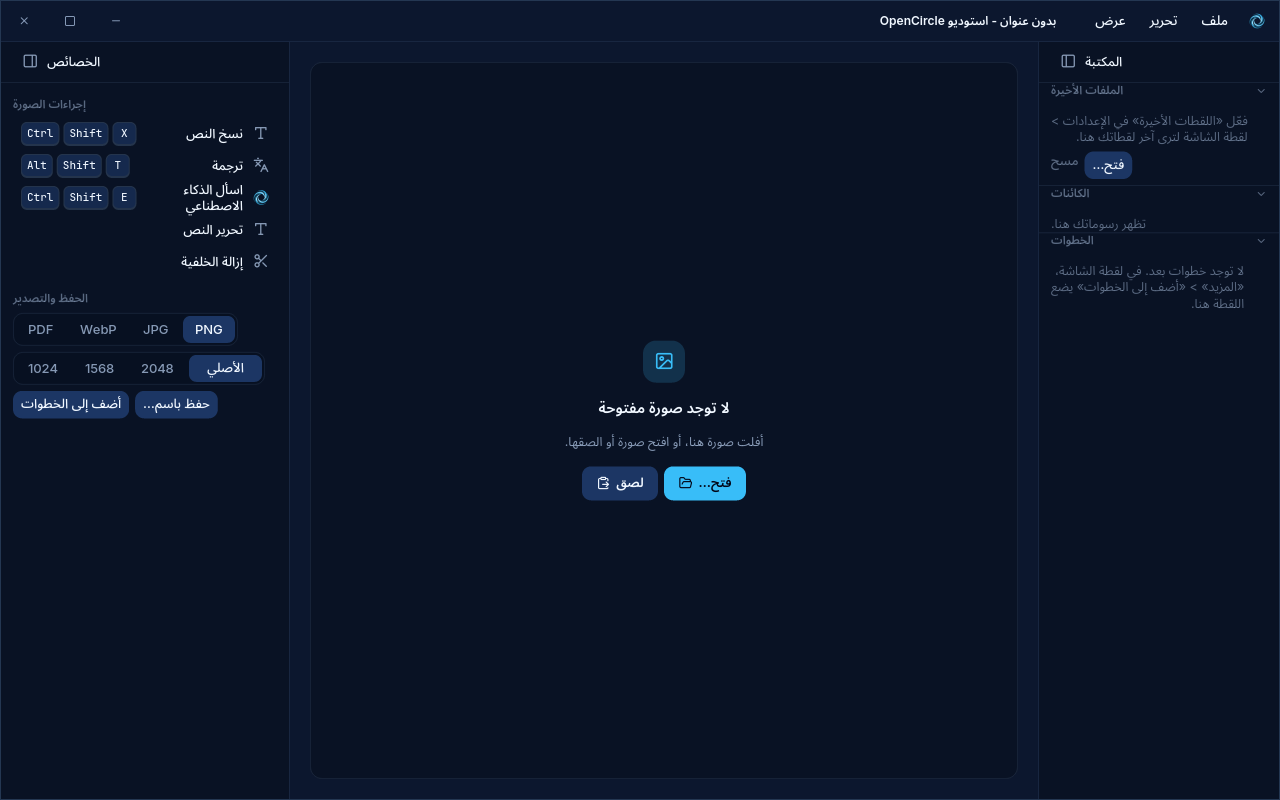 ملف
تحرير
عرض
بدون عنوان - استوديو OpenCircle
المكتبة
الملفات الأخيرة
فعّل «اللقطات الأخيرة» في الإعدادات >
لقطة الشاشة لترى آخر لقطاتك هنا.
فتح...
مسح
الكائنات
تظهر رسوماتك هنا.
الخطوات
لا توجد خطوات بعد. في لقطة الشاشة،
«المزيد» > «أضف إلى الخطوات» يضع
اللقطة هنا.
لا توجد صورة مفتوحة
أفلت صورة هنا، أو افتح صورة أو الصقها.
فتح...
لصق
الخصائص
إجراءات الصورة
نسخ النص Ctrl Shift X
ترجمة Alt Shift T
اسأل الذكاء
الاصطناعي Ctrl Shift E
تحرير النص
إزالة الخلفية
الحفظ والتصدير
PNG JPG WebP PDF
الأصلي 2048 1568 1024
حفظ باسم...
أضف إلى الخطوات